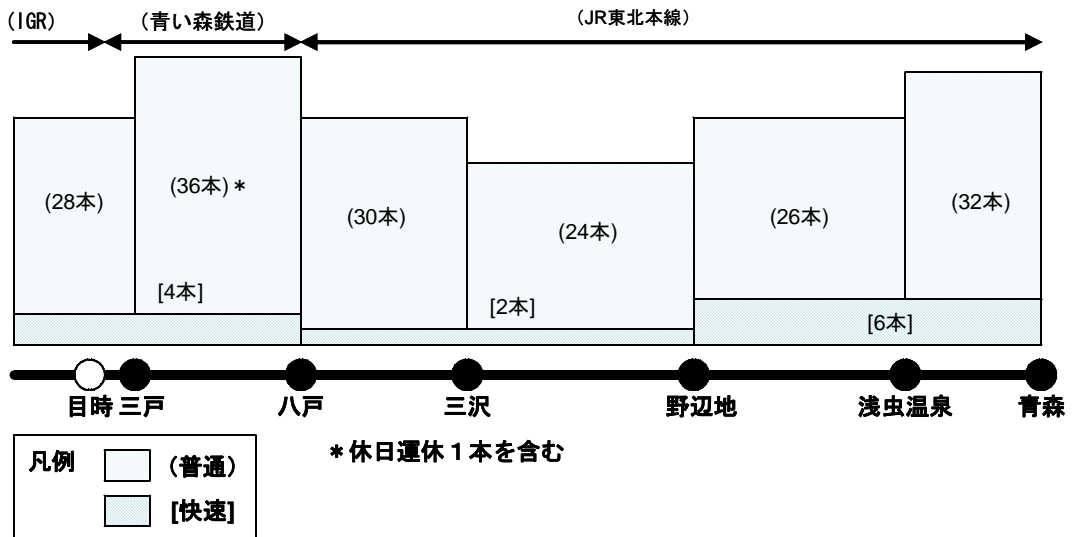 (IGR) (青い森鉄道) (JR東北本線)
(28本) (36本)* (30本) (24本) (26本) (32本)
[4本] [2本] [6本]
目時 三戸 八戸 三沢 野辺地 浅虫温泉 青森
凡例 (普通)
[快速]
*休日運休1本を含む